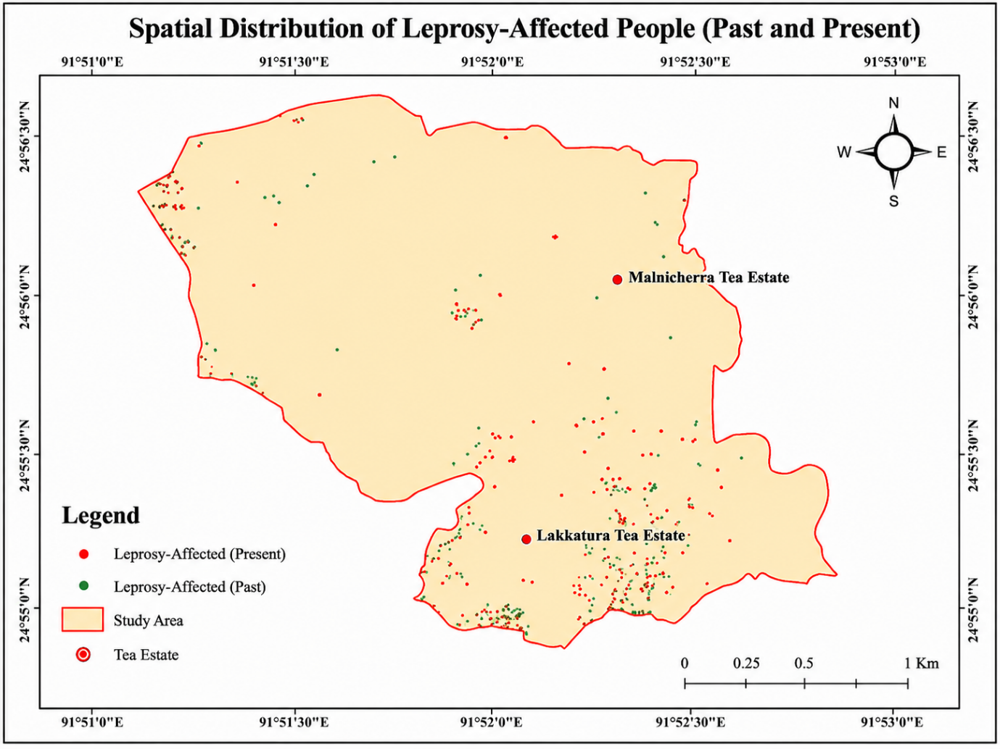 Spatial Distribution of Leprosy-Affected People (Past and Present)
91°51'0"E 91°51'30"E 91°52'0"E 91°52'30"E 91°53'0"E
24°56'30"N
24°56'0"N
24°55'30"N
24°55'0"N
24°56'30"N
24°56'0"N
24°55'30"N
24°55'0"N
N
W E
S
Malnicherra Tea Estate
Lakkatura Tea Estate
Legend
Leprosy-Affected (Present)
Leprosy-Affected (Past)
Study Area
Tea Estate
0 0.25 0.5 1 Km
91°51'0"E 91°51'30"E 91°52'0"E 91°52'30"E 91°53'0"E